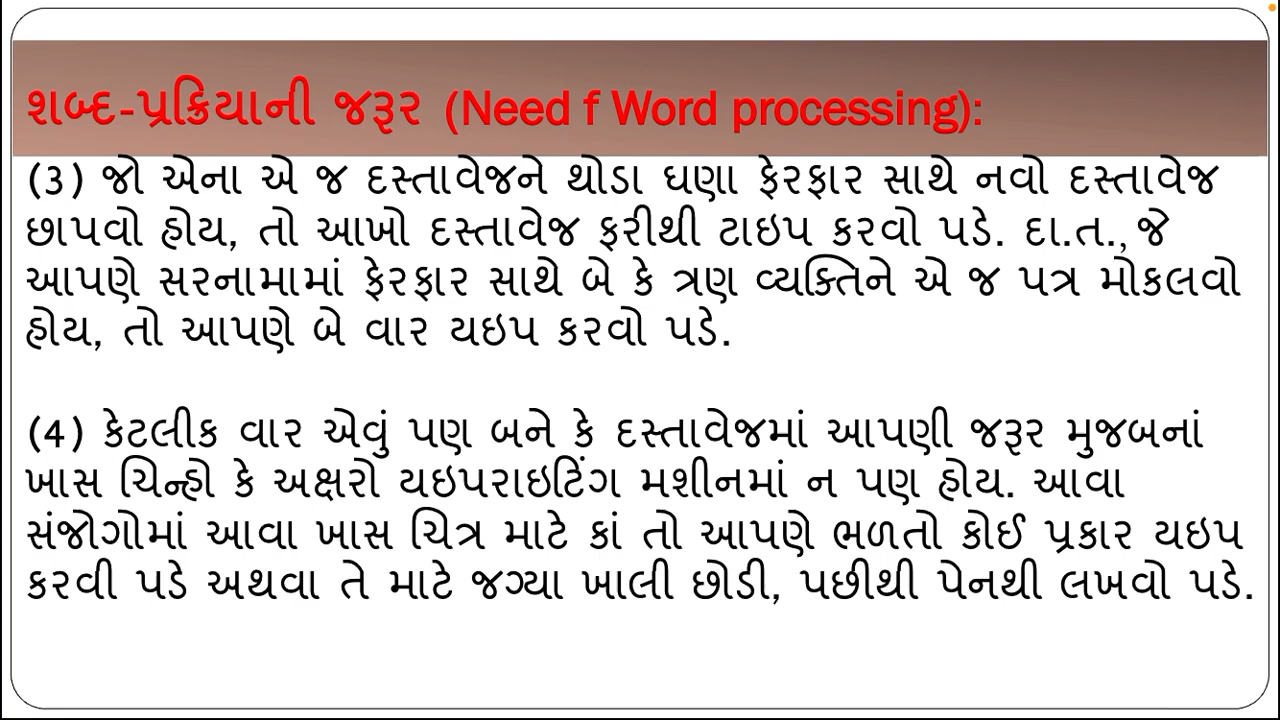 શબ્દ-પ્રક્રિયાની જરૂર (Need f Word processing):
(3) જો એના એ જ દસ્તાવેજને થોડા ઘણા ફેરફાર સાથે નવો દસ્તાવેજ
છાપવો હોય, તો આખો દસ્તાવેજ ફરીથી ટાઇપ કરવો પડે. દા.ત., જે
આપણે સરનામામાં ફેરફાર સાથે બે કે ત્રણ વ્યક્તિને એ જ પત્ર મોકલવો
હોય, તો આપણે બે વાર યઇપ કરવો પડે.
(4) કેટલીક વાર એવું પણ બને કે દસ્તાવેજમાં આપણી જરૂર મુજબનાં
ખાસ ચિન્હો કે અક્ષરો યઇપરાઇટિંગ મશીનમાં ન પણ હોય. આવા
સંજોગોમાં આવા ખાસ ચિત્ર માટે કાં તો આપણે ભળતો કોઈ પ્રકાર યઇપ
કરવી પડે અથવા તે માટે જગ્યા ખાલી છોડી, પછીથી પેનથી લખવો પડે.